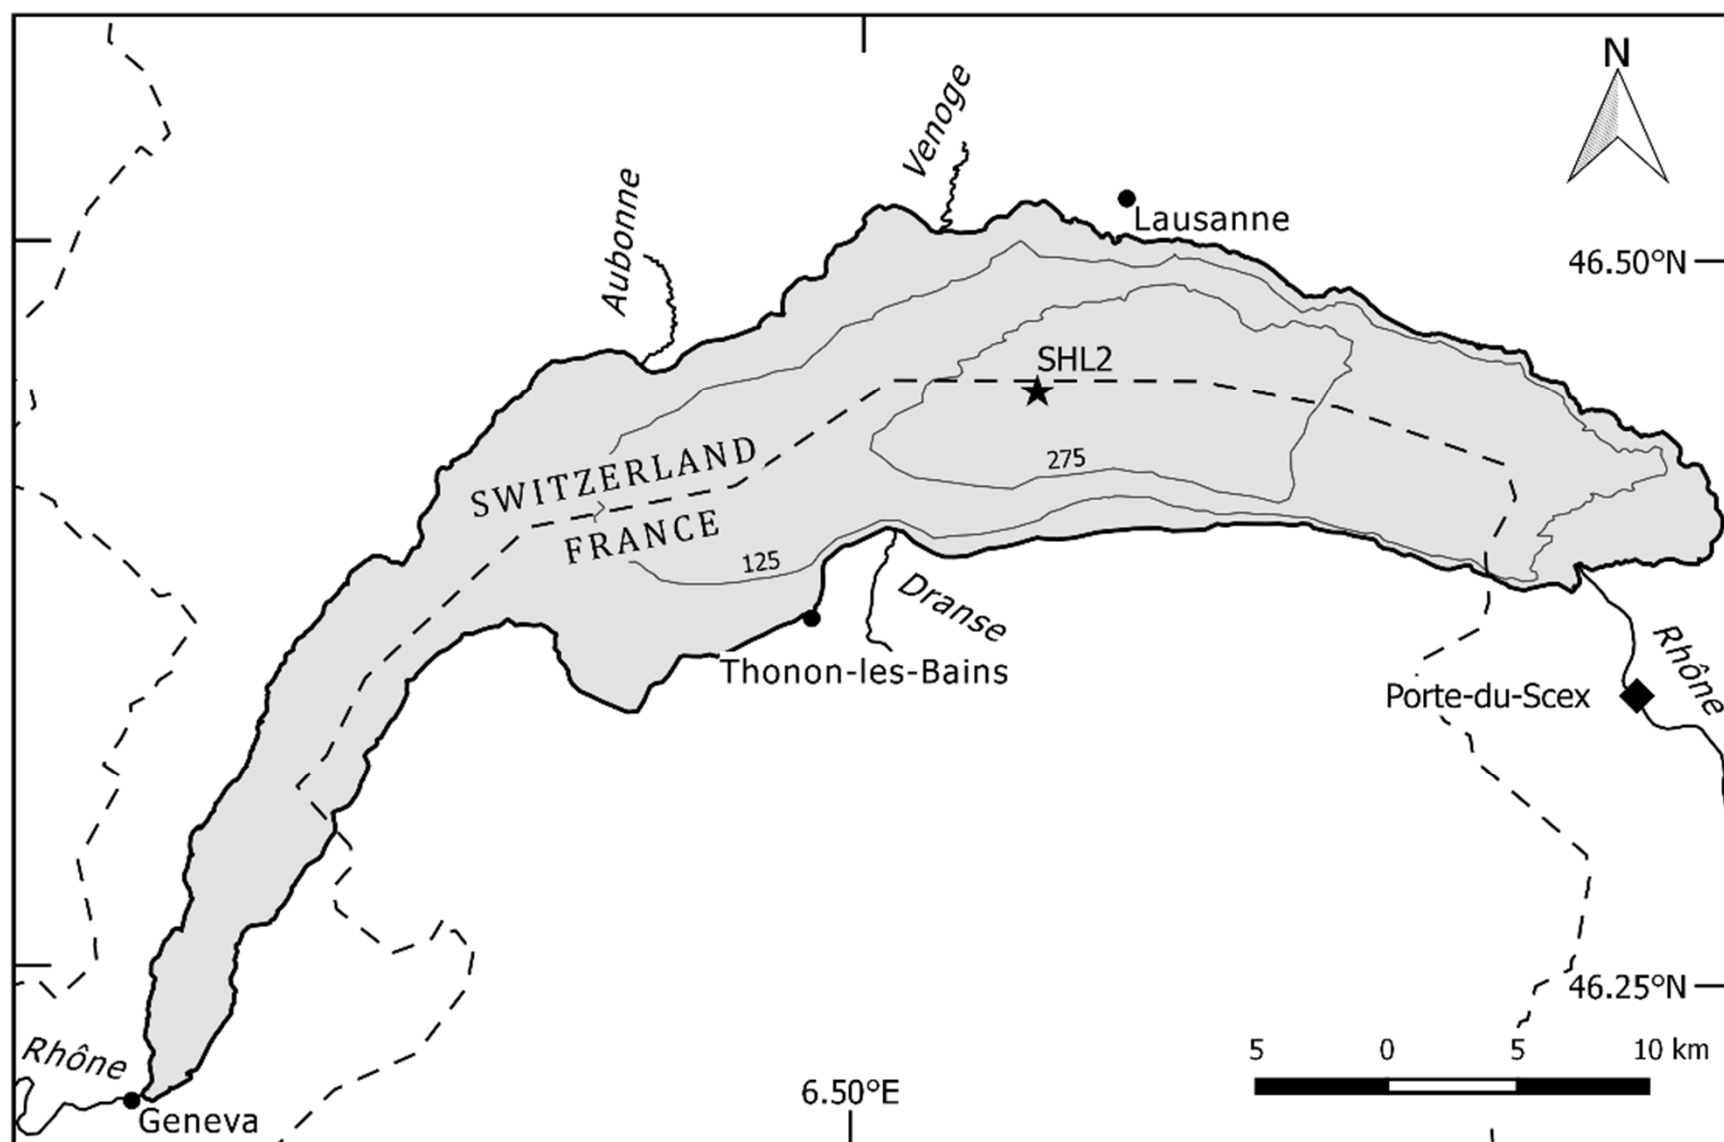 N
Venoge
Aubonne
Lausanne
46.50°N
SHL2
SWITZERLAND
275
FRANCE
125
Dranse
Thonon-les-Bains
Porte-du-Scex
Rhône
46.25°N
Rhône
5 0 5 10 km
6.50°E
Geneva